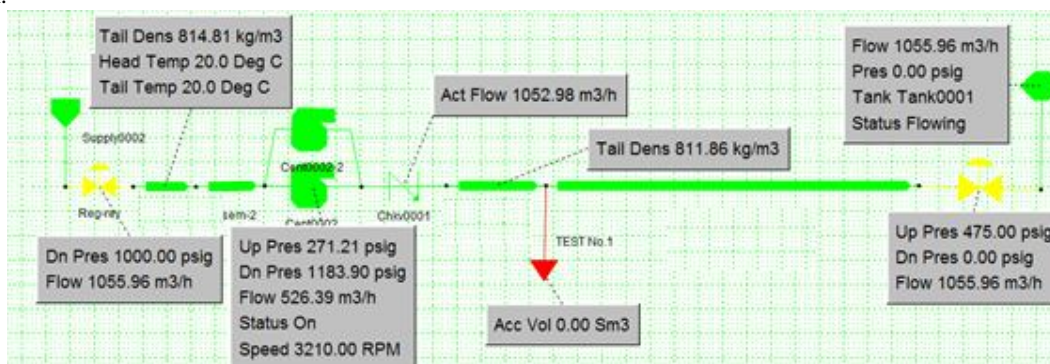 Tail Dens 814.81 kg/m3
Head Temp 20.0 Deg C
Tail Temp 20.0 Deg C
Flow 1055.96 m3/h
Pres 0.00 psig
Tank Tank0001
Status Flowing
Act Flow 1052.98 m3/h
Supply0002
Tail Dens 811.86 kg/m3
Cent0002-2
Chkv0001
Cent0002
TEST No.1
Dn Pres 1000.00 psig
Flow 1055.96 m3/h
Up Pres 271.21 psig
Dn Pres 1183.90 psig
Flow 526.39 m3/h
Status On
Speed 3210.00 RPM
Acc Vol 0.00 Sm3
Up Pres 475.00 psig
Dn Pres 0.00 psig
Flow 1055.96 m3/h